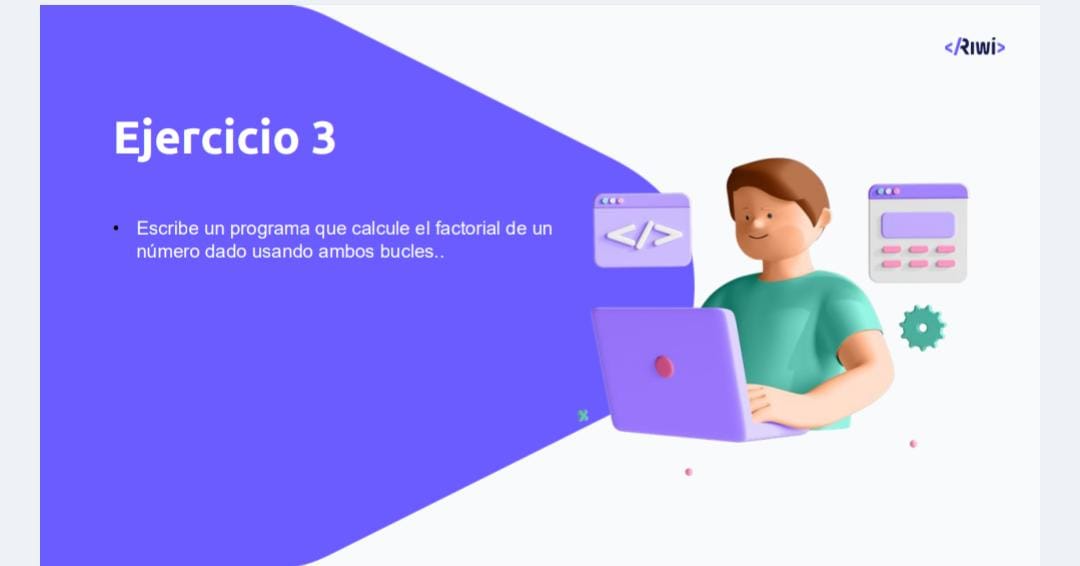 </Riwi>
Ejercicio 3
• Escribe un programa que calcule el factorial de un
número dado usando ambos bucles..
</>